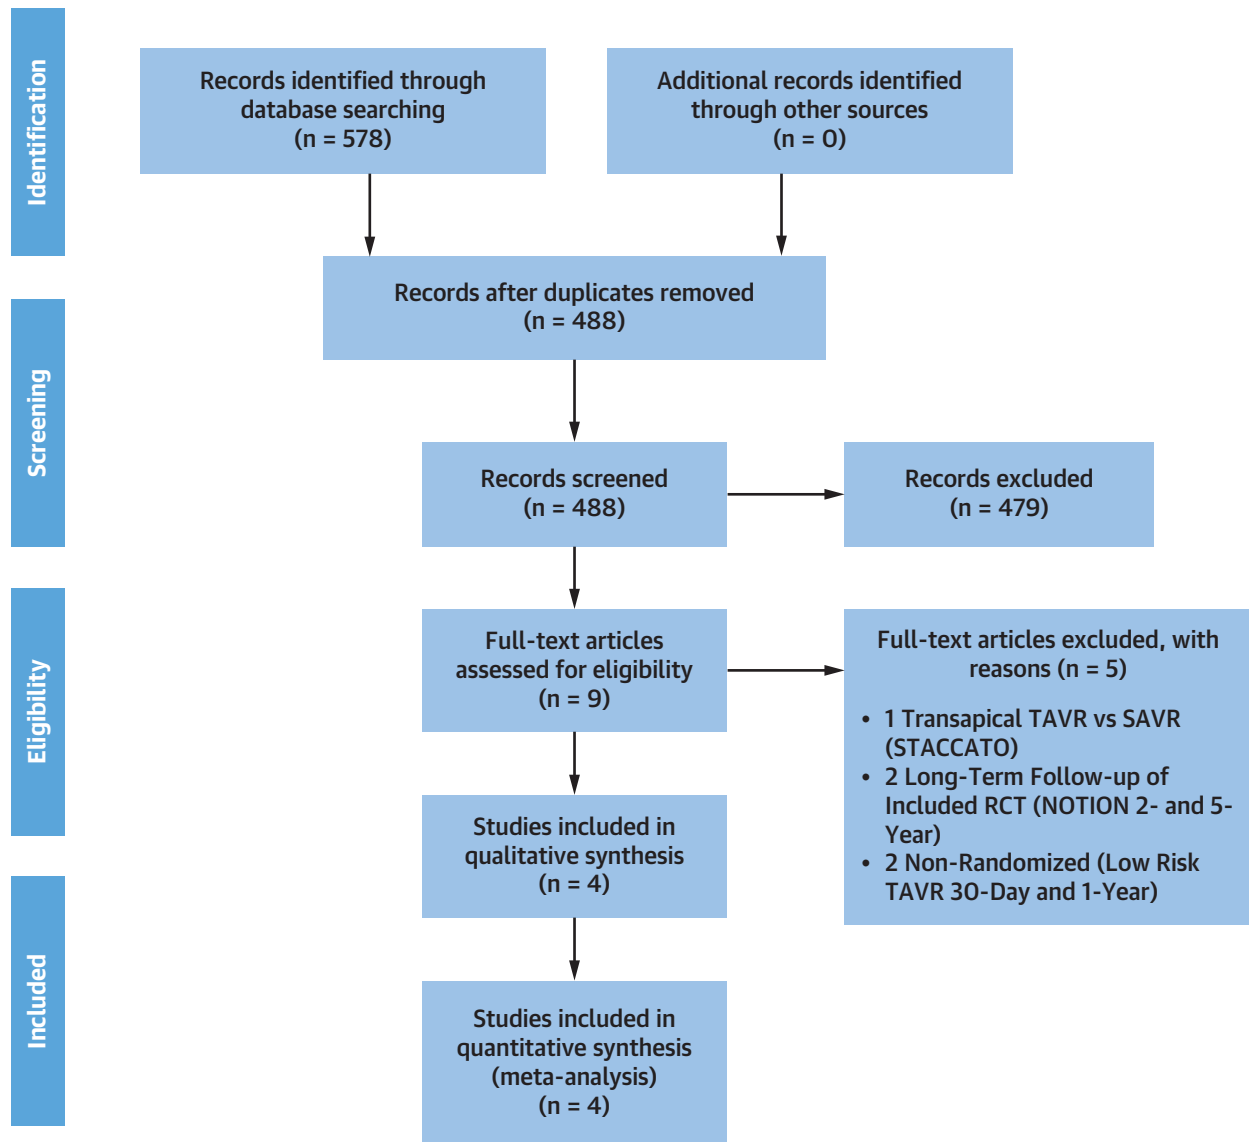 Identification
Records identified through
database searching
(n = 578)
Additional records identified
through other sources
(n = 0)
Records after duplicates removed
(n = 488)
Screening
Records screened
(n = 488)
Records excluded
(n = 479)
Eligibility
Full-text articles
assessed for eligibility
(n = 9)
Full-text articles excluded, with
reasons (n = 5)
• 1 Transapical TAVR vs SAVR
(STACCATO)
• 2 Long-Term Follow-up of
Included RCT (NOTION 2- and 5-
Year)
• 2 Non-Randomized (Low Risk
TAVR 30-Day and 1-Year)
Studies included in
qualitative synthesis
(n = 4)
Included
Studies included in
quantitative synthesis
(meta-analysis)
(n = 4)